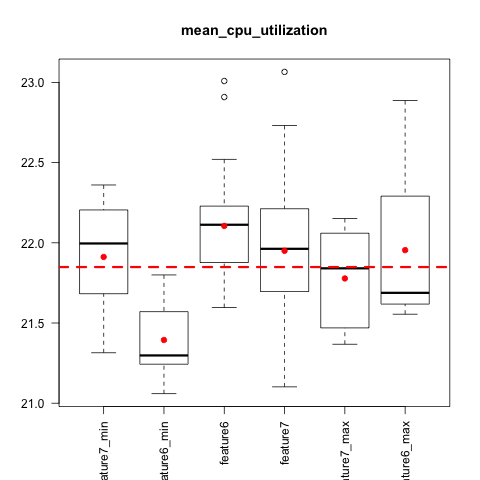 mean_cpu_utilization
23.0
22.5
22.0
21.5
21.0
ature7_min
ature6_min
feature6
feature7
ature7_max
ature6_max